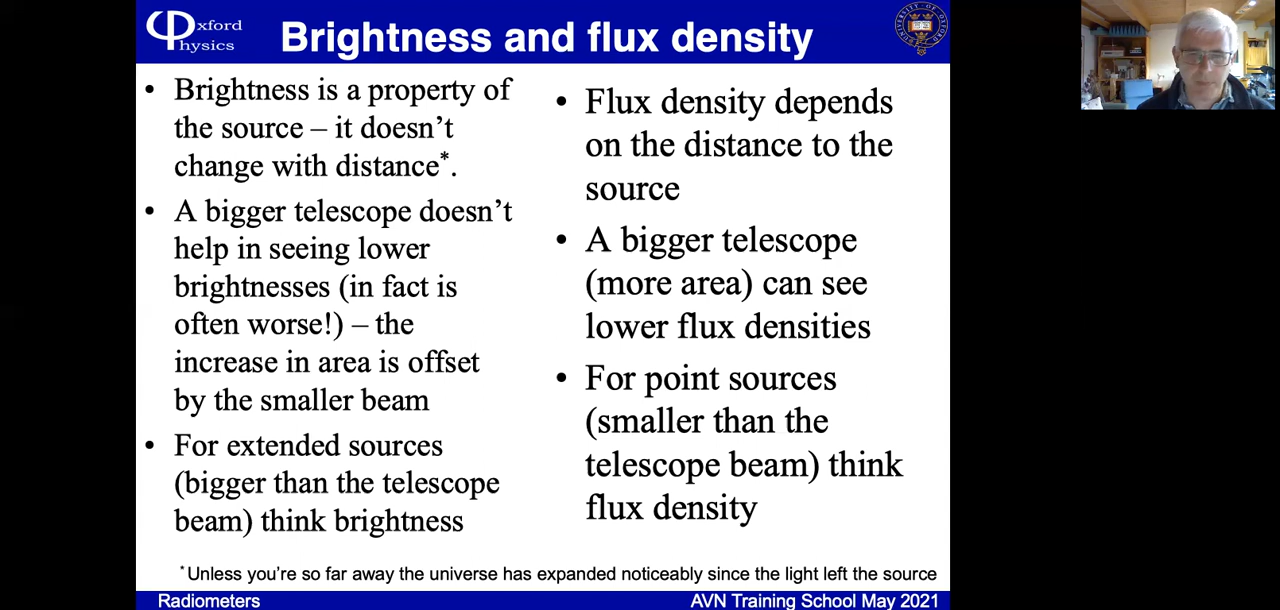 Oxford
Physics
Brightness and flux density
UNIVERSITY OF OXFORD
• Brightness is a property of
the source – it doesn’t
change with distance*.
• A bigger telescope doesn’t
help in seeing lower
brightnesses (in fact is
often worse!) – the
increase in area is offset
by the smaller beam
• For extended sources
(bigger than the telescope
beam) think brightness
• Flux density depends
on the distance to the
source
• A bigger telescope
(more area) can see
lower flux densities
• For point sources
(smaller than the
telescope beam) think
flux density
*Unless you’re so far away the universe has expanded noticeably since the light left the source
Radiometers
AVN Training School May 2021